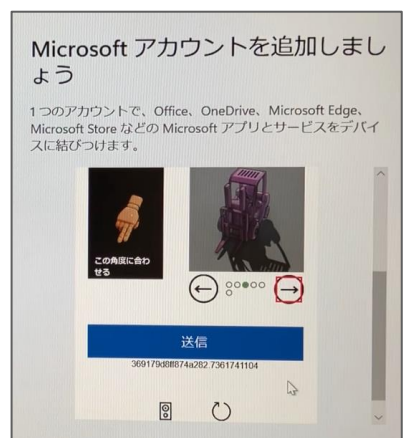 Microsoft アカウントを追加しまし
ょう
1 つのアカウントで、Office、OneDrive、Microsoft Edge、
Microsoft Store などの Microsoft アプリとサービスをデバイ
スに結びつけます。
この角度に合わ
せる
送信
369179d8ff874a282.7361741104